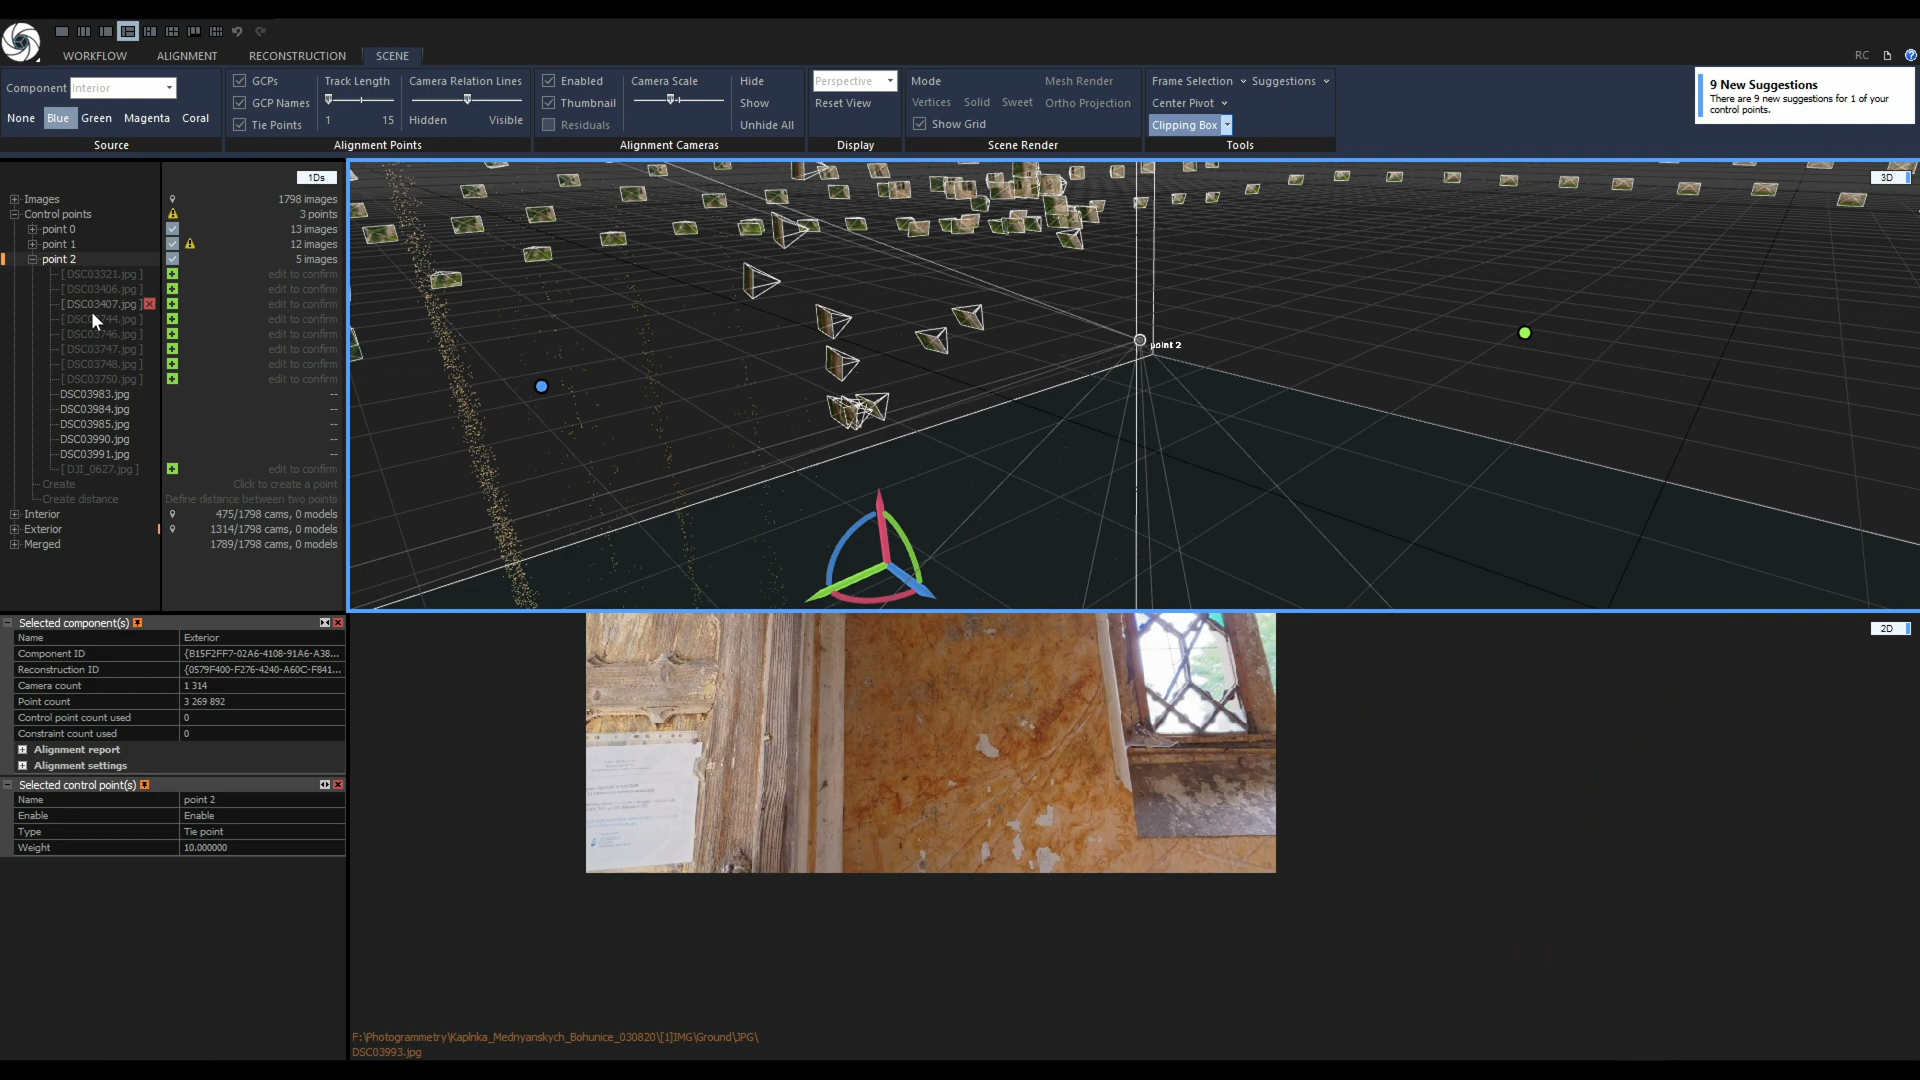 WORKFLOW ALIGNMENT RECONSTRUCTION SCENE RC
Component Interior
None Blue Green Magenta Coral
Source
GCPs
GCP Names
Tie Points
Track Length
1 15
Camera Relation Lines
Hidden Visible
Alignment Points
Enabled
Thumbnail
Residuals
Camera Scale
Hide
Show
Unhide All
Alignment Cameras
Perspective
Reset View
Display
Mode Mesh Render
Vertices Solid Sweet Ortho Projection
Show Grid
Scene Render
Frame Selection Suggestions
Center Pivot
Clipping Box
Tools
9 New Suggestions
There are 9 new suggestions for 1 of your
control points.
1Ds
Images 1798 images
Control points 3 points
point 0 13 images
point 1 12 images
point 2 5 images
[ DSC03321.jpg ] edit to confirm
[ DSC03406.jpg ] edit to confirm
[ DSC03407.jpg ] edit to confirm
744.jpg ] edit to confirm
[ DSC03746.jpg ] edit to confirm
[ DSC03747.jpg ] edit to confirm
[ DSC03748.jpg ] edit to confirm
[ DSC03750.jpg ] edit to confirm
DSC03983.jpg --
DSC03984.jpg --
DSC03985.jpg --
DSC03990.jpg --
DSC03991.jpg --
[ DJI_0627.jpg ] edit to confirm
Create Click to create a point
Create distance Define distance between two points
Interior 475/1798 cams, 0 models
Exterior 1314/1798 cams, 0 models
Merged 1789/1798 cams, 0 models
3D
point 2
Selected component(s)
Name Exterior
Component ID {B15F2FF7-02A6-4108-91A6-A38...
Reconstruction ID {0579F400-F276-4240-A60C-F841...
Camera count 1 314
Point count 3 269 892
Control point count used 0
Constraint count used 0
Alignment report
Alignment settings
Selected control point(s)
Name point 2
Enable Enable
Type Tie point
Weight 10.000000
2D
F:\Photogrammetry\Kaplnka_Mednyanskych_Bohunice_030820\[1]IMG\Ground\JPG\
DSC03993.jpg